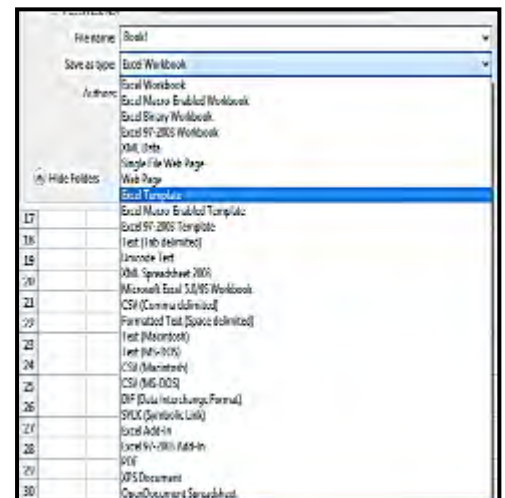 File name: Book1
Save as type: Excel Workbook
Authors:
Excel Workbook
Excel Macro-Enabled Workbook
Excel Binary Workbook
Excel 97-2003 Workbook
XML Data
Single File Web Page
Hide Folders
Web Page
Excel Template
Excel Macro-Enabled Template
17
Excel 97-2003 Template
18
Text (Tab delimited)
19
Unicode Text
20
XML Spreadsheet 2003
Microsoft Excel 5.0/95 Workbook
21
CSV (Comma delimited)
22
Formatted Text (Space delimited)
23
Text (Macintosh)
Text (MS-DOS)
24
CSV (Macintosh)
25
CSV (MS-DOS)
26
DIF (Data Interchange Format)
SYLK (Symbolic Link)
27
Excel Add-In
28
Excel 97-2003 Add-In
29
PDF
XPS Document
30
OpenDocument Spreadsheet